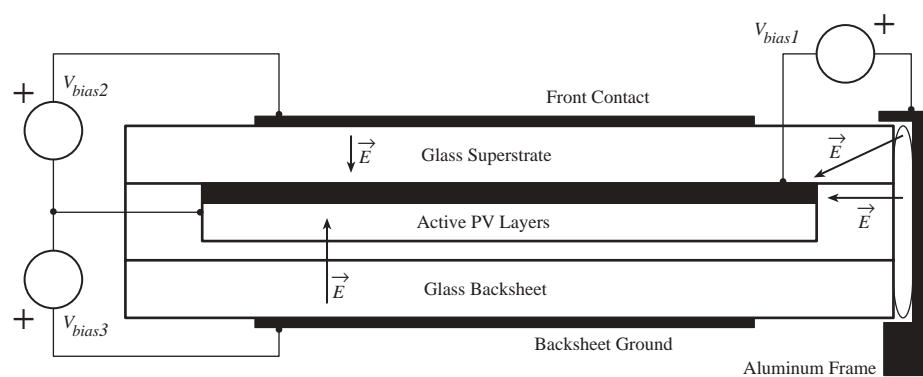 V_bias1 +
+ V_bias2
Front Contact
E
Glass Superstrate
E
Active PV Layers
E
E
Glass Backsheet
+ V_bias3
Backsheet Ground
Aluminum Frame